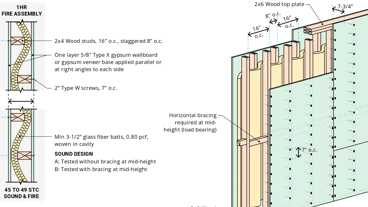 1HR
FIRE ASSEMBLY
2x4 Wood studs, 16" o.c., staggered 8" o.c.
One layer 5/8" Type X gypsum wallboard
or gypsum veneer base applied parallel or
at right angles to each side
2" Type W screws, 7" o.c.
Min 3-1/2" glass fiber batts, 0.80 pcf,
woven in cavity
SOUND DESIGN
A: Tested without bracing at mid-height
B: Tested with bracing at mid-height
45 TO 49 STC
SOUND & FIRE
2x6 Wood top plate
7-3/4"
8" o.c.
16"
o.c.
16"
o.c.
Horizontal bracing
required at mid-
height (load bearing)
7" o.c.